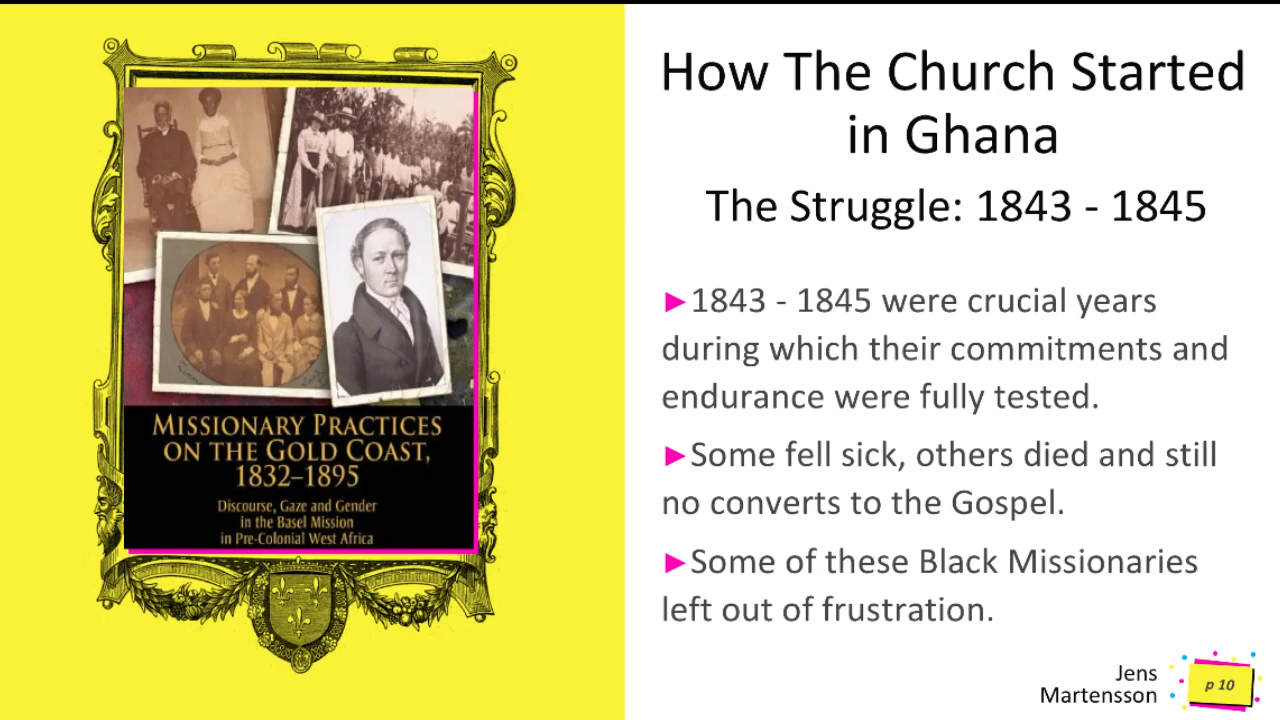 MISSIONARY PRACTICES
ON THE GOLD COAST,
1832–1895
Discourse, Gaze and Gender
in the Basel Mission
in Pre-Colonial West Africa
How The Church Started
in Ghana
The Struggle: 1843 - 1845
►1843 - 1845 were crucial years
during which their commitments and
endurance were fully tested.
►Some fell sick, others died and still
no converts to the Gospel.
►Some of these Black Missionaries
left out of frustration.
Jens
Martensson
p 10